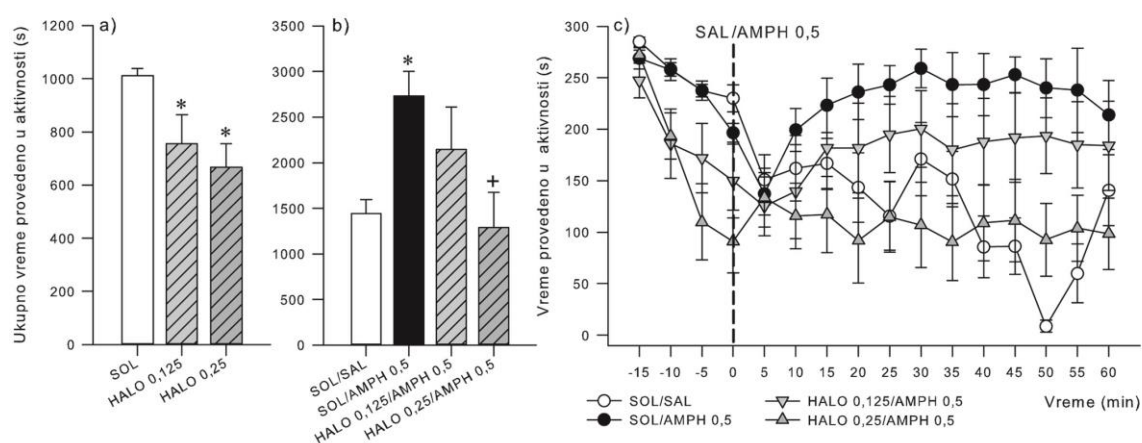 a)
Ukupno vreme provedeno u aktivnosti (s)
1200
1000
800
600
400
200
0
*
*
SOL
HALO 0,125
HALO 0,25
b)
3500
3000
2500
2000
1500
1000
500
0
*
+
SOL/SAL
SOL/AMPH 0,5
HALO 0,125/AMPH 0,5
HALO 0,25/AMPH 0,5
c)
SAL/AMPH 0,5
Vreme provedeno u aktivnosti (s)
300
250
200
150
100
50
0
-15 -10 -5 0 5 10 15 20 25 30 35 40 45 50 55 60
SOL/SAL
HALO 0,125/AMPH 0,5
Vreme (min)
SOL/AMPH 0,5
HALO 0,25/AMPH 0,5